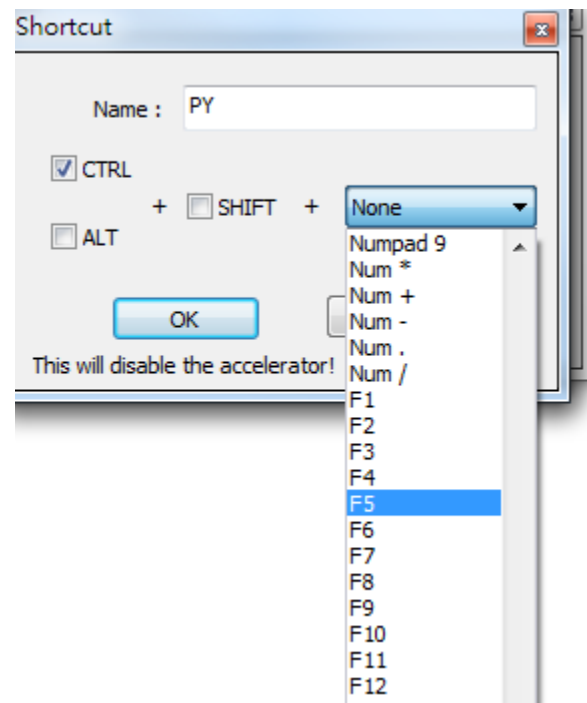 Shortcut
Name :
PY
CTRL
+
SHIFT
+
None
ALT
OK
This will disable the accelerator!
Numpad 9
Num *
Num +
Num -
Num .
Num /
F1
F2
F3
F4
F5
F6
F7
F8
F9
F10
F11
F12